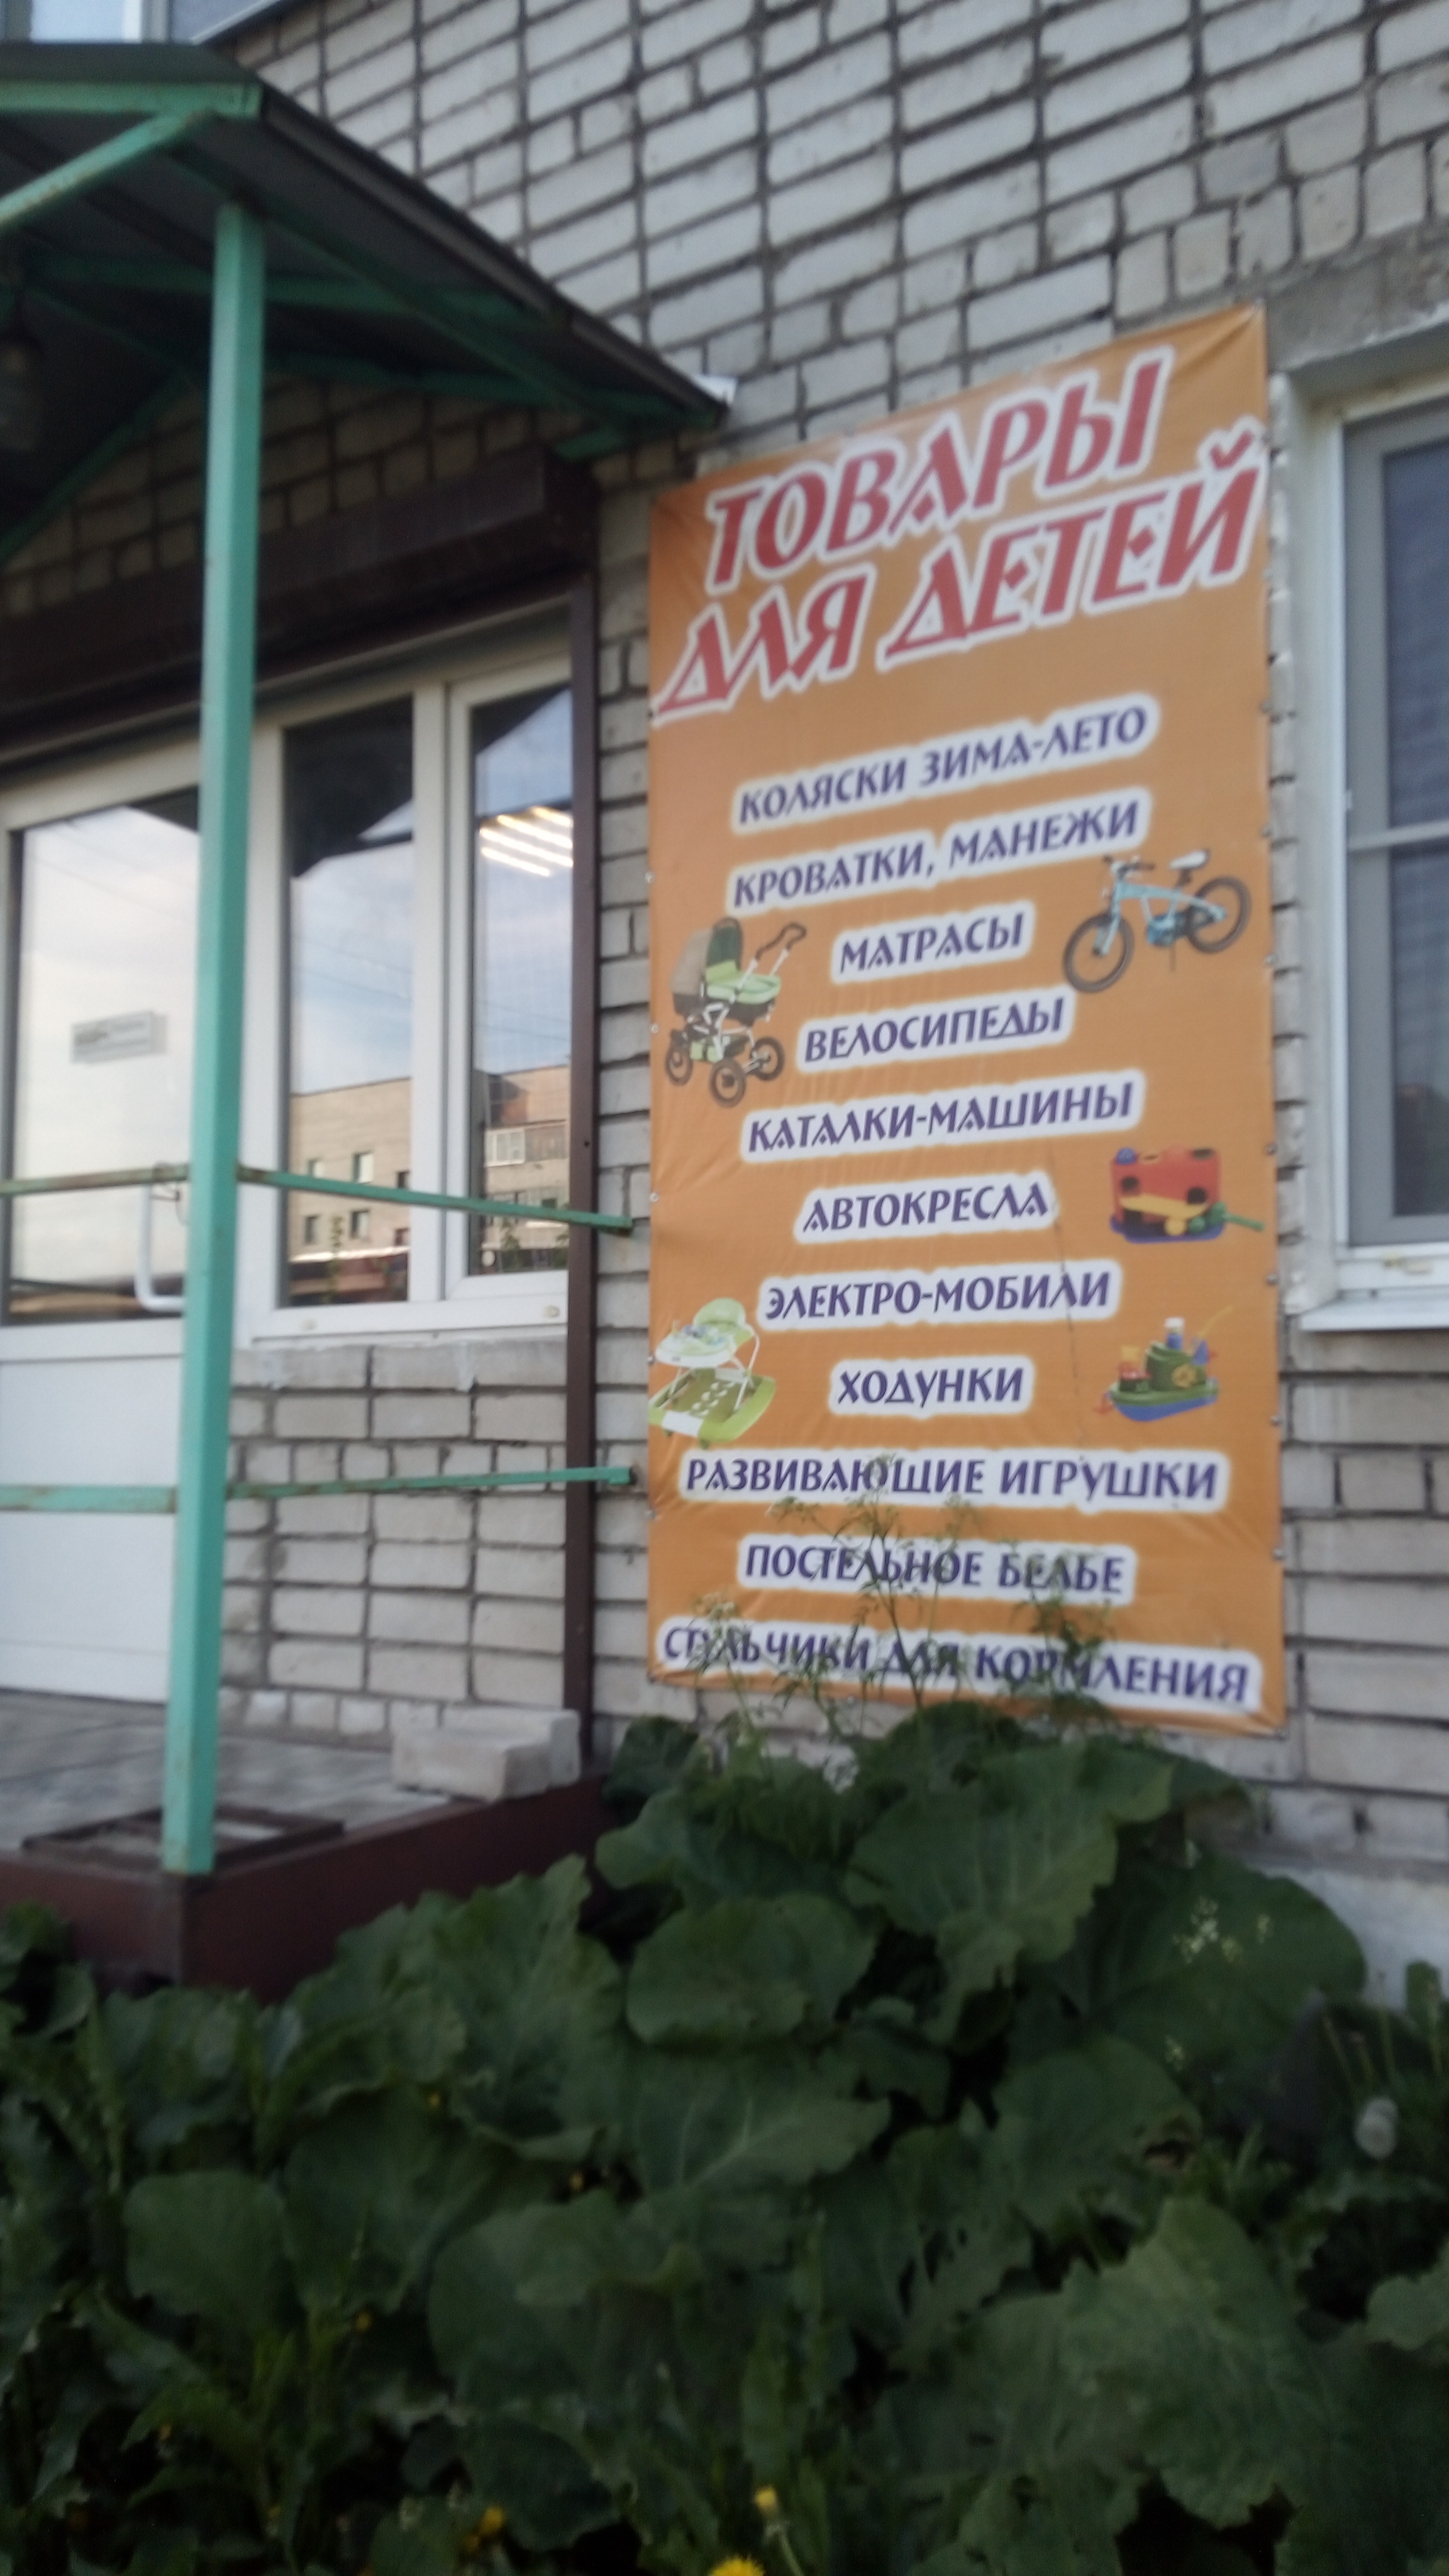 ТОВАРЫ
ДЛЯ ДЕТЕЙ
КОЛЯСКИ ЗИМА-ЛЕТО
КРОВАТКИ, МАНЕЖИ
МАТРАСЫ
ВЕЛОСИПЕДЫ
КАТАЛКИ-МАШИНЫ
АВТОКРЕСЛА
ЭЛЕКТРО-МОБИЛИ
ХОДУНКИ
РАЗВИВАЮЩИЕ ИГРУШКИ
ПОСТЕЛЬНОЕ БЕЛЬЕ
СТУЛЬЧИКИ ДЛЯ КОРМЛЕНИЯ